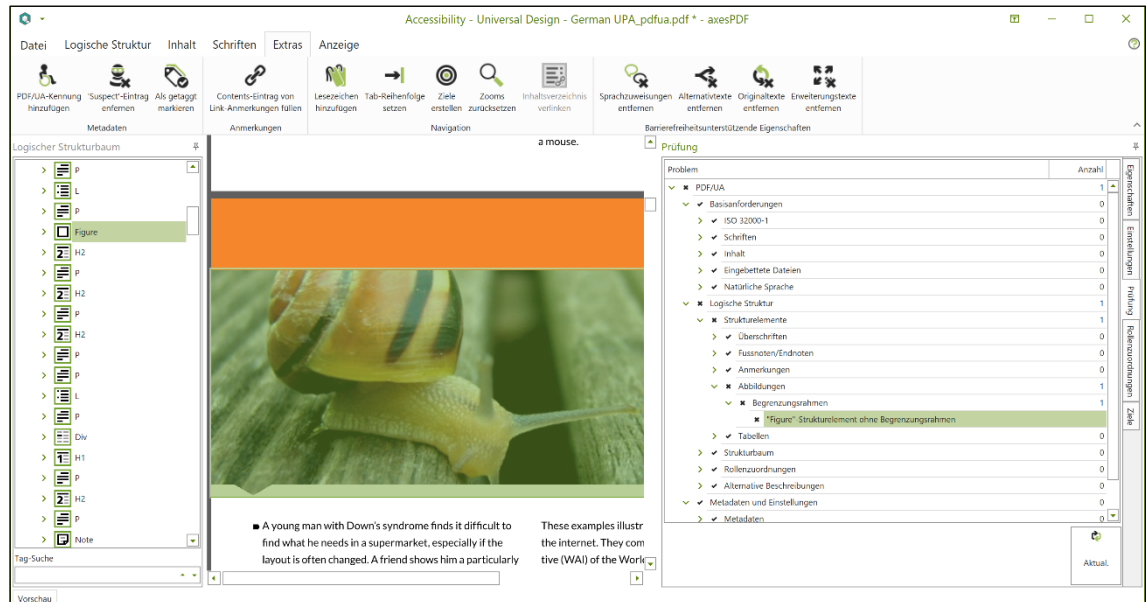 Accessibility - Universal Design - German UPA_pdfua.pdf * - axesPDF
Datei Logische Struktur Inhalt Schriften Extras Anzeige
PDF/UA-Kennung hinzufügen
'Suspect'-Eintrag enfernen
Als getaggt markieren
Contents-Eintrag von Link-Anmerkungen füllen
Lesezeichen hinzufügen
Tab-Reihenfolge setzen
Ziele erstellen
Zooms zurücksetzen
Inhaltsverzeichnis verlinken
Sprachzuweisungen entfernen
Alternativtexte entfernen
Originaltexte entfernen
Erweiterungstexte entfernen
Metadaten
Anmerkungen
Navigation
Barrierefreiheitsunterstützende Eigenschaften
Logischer Strukturbaum
P
L
P
Figure
H2
P
H2
P
H2
P
P
L
P
Div
H1
P
H2
P
Note
Tag-Suche
Vorschau
a mouse.
A young man with Down's syndrome finds it difficult to
find what he needs in a supermarket, especially if the
layout is often changed. A friend shows him a particularly
These examples illustr
the internet. They com
tive (WAI) of the World
Prüfung
Problem Anzahl
PDF/UA 1
Basisanforderungen 0
ISO 32000-1 0
Schriften 0
Inhalt 0
Eingebettete Dateien 0
Natürliche Sprache 0
Logische Struktur 1
Strukturelemente 1
Überschriften 0
Fussnoten/Endnoten 0
Anmerkungen 0
Abbildungen 1
Begrenzungsrahmen 1
"Figure"-Strukturelement ohne Begrenzungsrahmen
Tabellen 0
Strukturbaum 0
Rollenzuordnungen 0
Alternative Beschreibungen 0
Metadaten und Einstellungen 0
Metadaten 0
Aktual.
Eigenschaften
Einstellungen
Prüfung
Rollenzuordnungen
Ziele